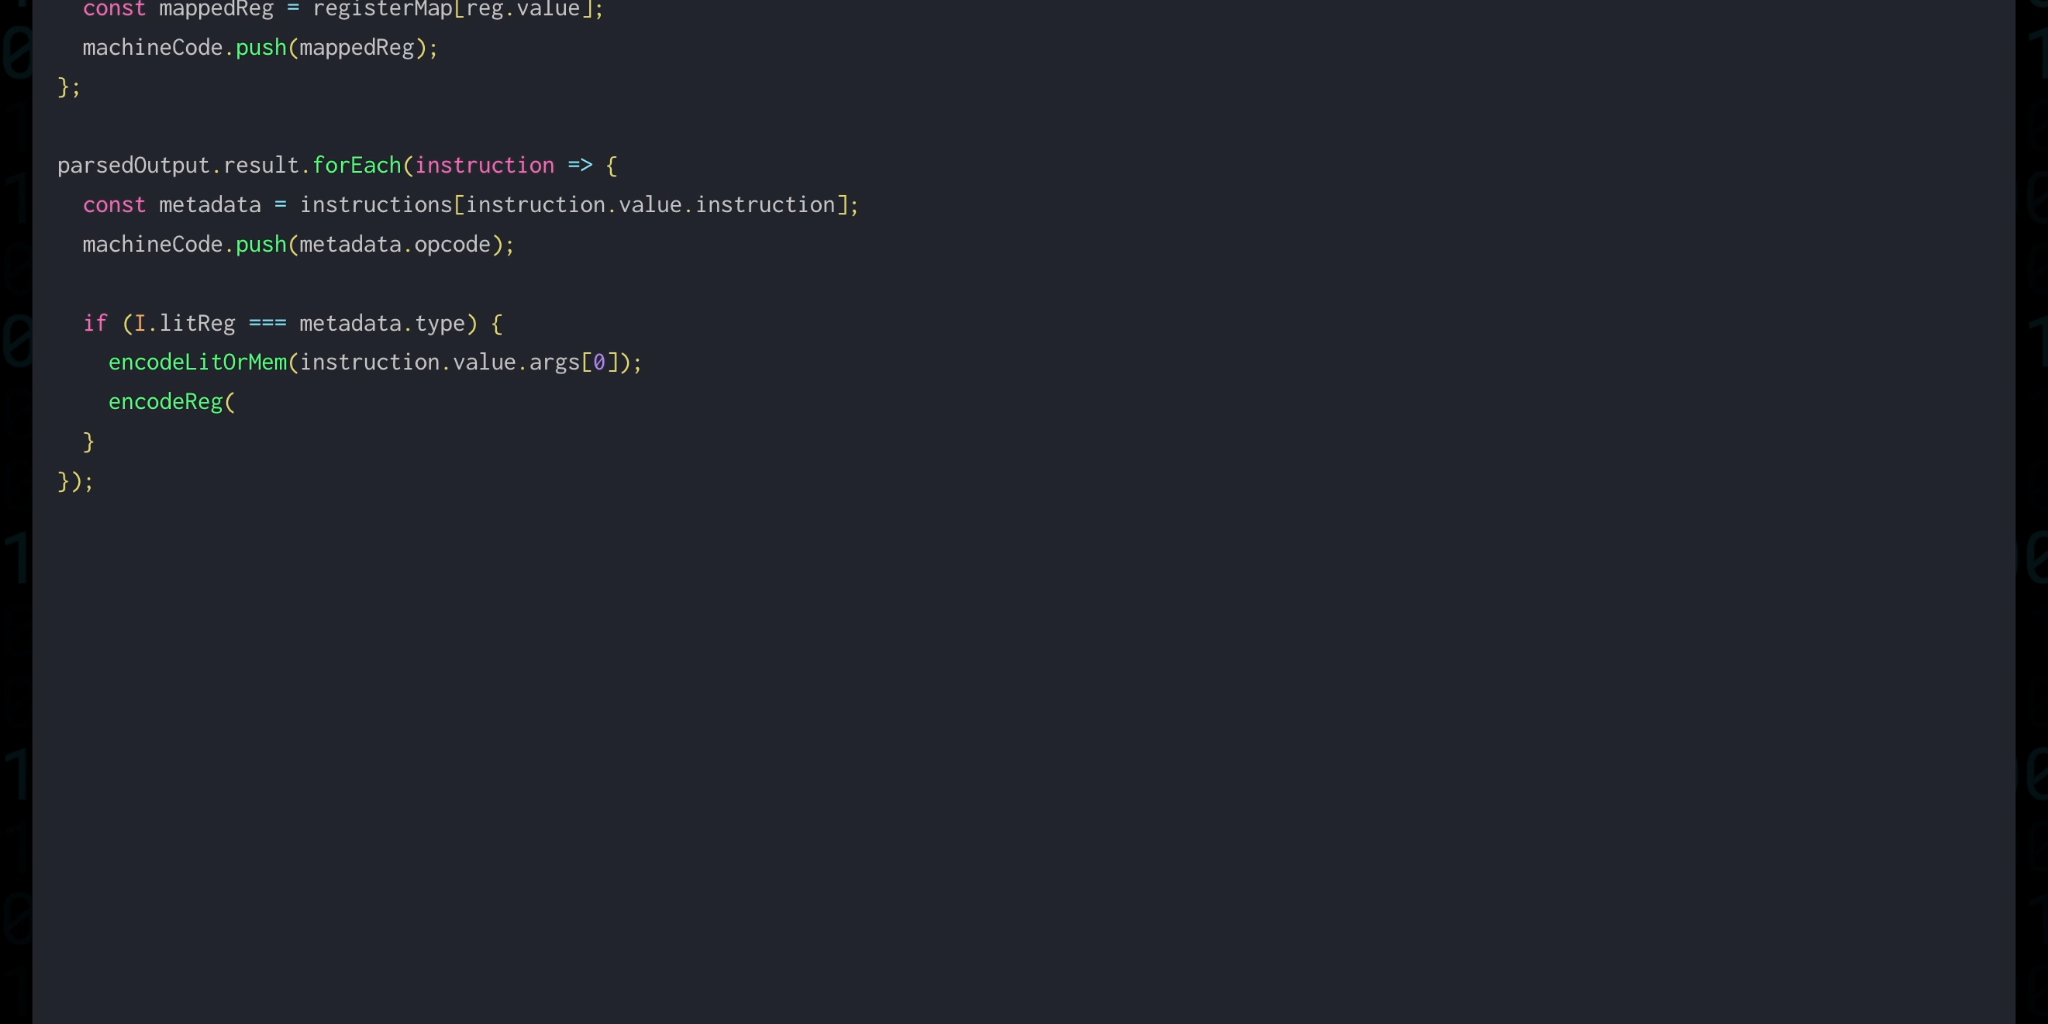 const mappedReg = registerMap[reg.value];
machineCode.push(mappedReg);
};
parsedOutput.result.forEach(instruction => {
const metadata = instructions[instruction.value.instruction];
machineCode.push(metadata.opcode);
if (I.litReg === metadata.type) {
encodeLitOrMem(instruction.value.args[0]);
encodeReg(
}
});